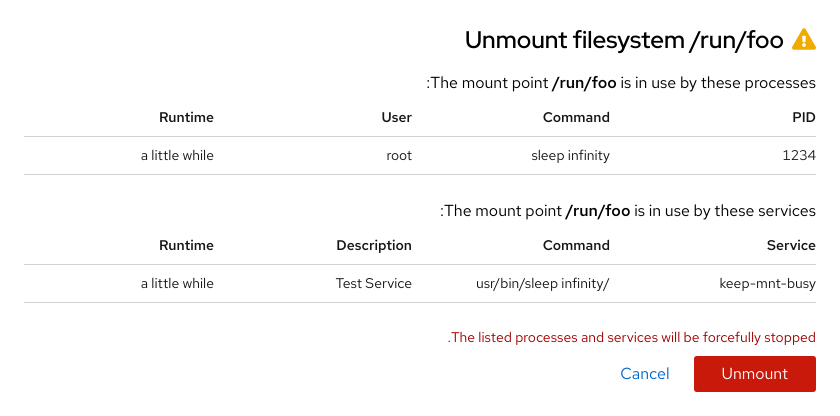 Unmount filesystem /run/foo
:The mount point /run/foo is in use by these processes
Runtime User Command PID
a little while root sleep infinity 1234
:The mount point /run/foo is in use by these services
Runtime Description Command Service
a little while Test Service usr/bin/sleep infinity/ keep-mnt-busy
.The listed processes and services will be forcefully stopped
Cancel Unmount